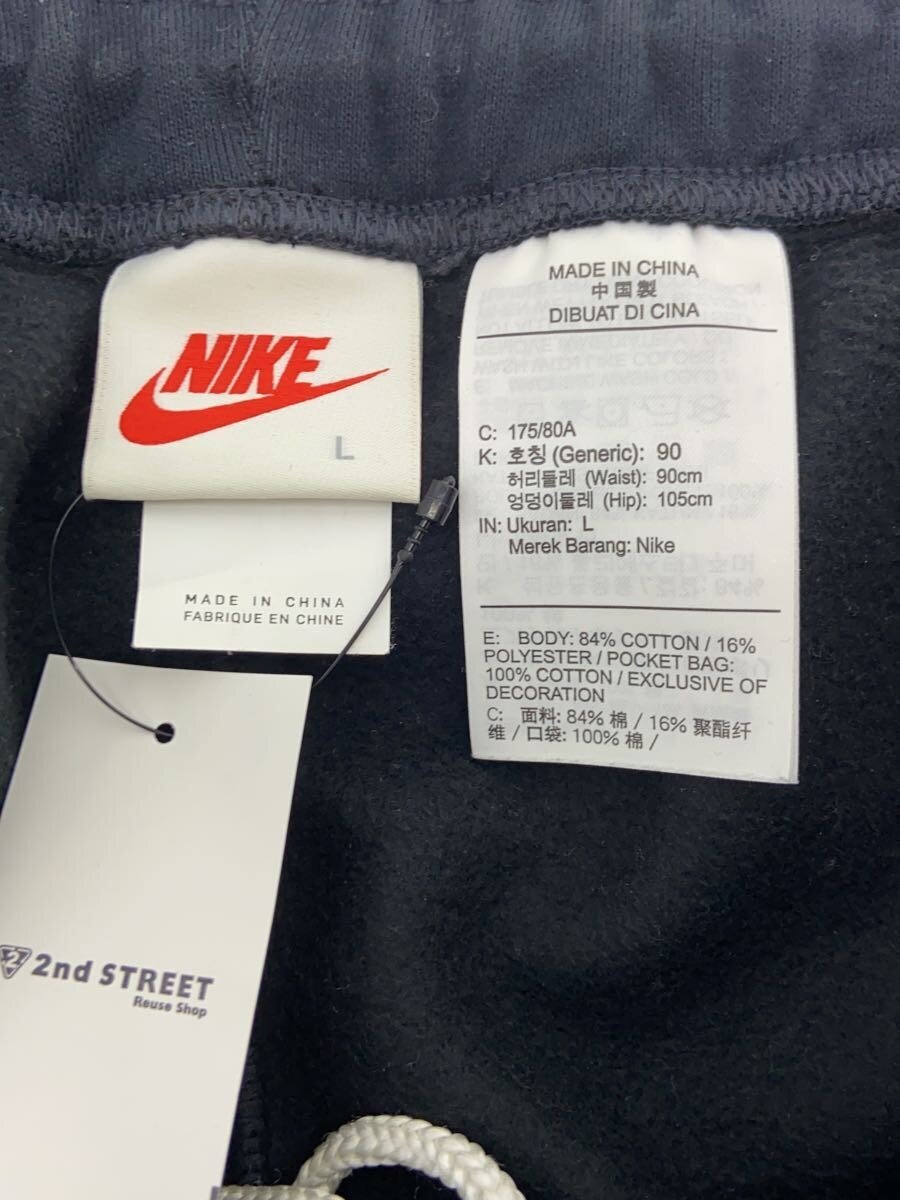 NIKE
L
MADE IN CHINA
FABRIQUE EN CHINE
2nd STREET
Reuse Shop
MADE IN CHINA
中国製
DIBUAT DI CINA
C: 175/80A
K: 호칭 (Generic): 90
허리둘레 (Waist): 90cm
엉덩이둘레 (Hip): 105cm
IN: Ukuran: L
Merek Barang: Nike
E: BODY: 84% COTTON / 16%
POLYESTER / POCKET BAG:
100% COTTON / EXCLUSIVE OF
DECORATION
C: 面料: 84% 棉 / 16% 聚酯纤
维 / 口袋: 100% 棉 /